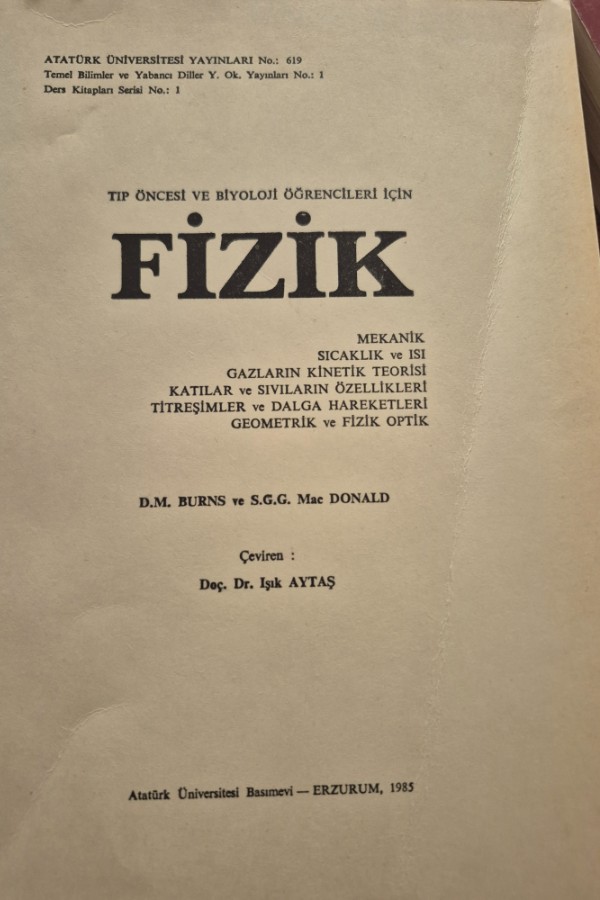 ATATÜRK ÜNİVERSİTESİ YAYINLARI No.: 619
Temel Bilimler ve Yabancı Diller Y. Ok. Yayınları No.: 1
Ders Kitapları Serisi No.: 1
TIP ÖNCESİ VE BİYOLOJİ ÖĞRENCİLERİ İÇİN
FİZİK
MEKANİK
SICAKLIK ve ISI
GAZLARIN KİNETİK TEORİSİ
KATILAR ve SIVILARIN ÖZELLİKLERİ
TİTREŞİMLER ve DALGA HAREKETLERİ
GEOMETRİK ve FİZİK OPTİK
D.M. BURNS ve S.G.G. Mac DONALD
Çeviren :
Doç. Dr. Işık AYTAŞ
Atatürk Üniversitesi Basımevi — ERZURUM, 1985